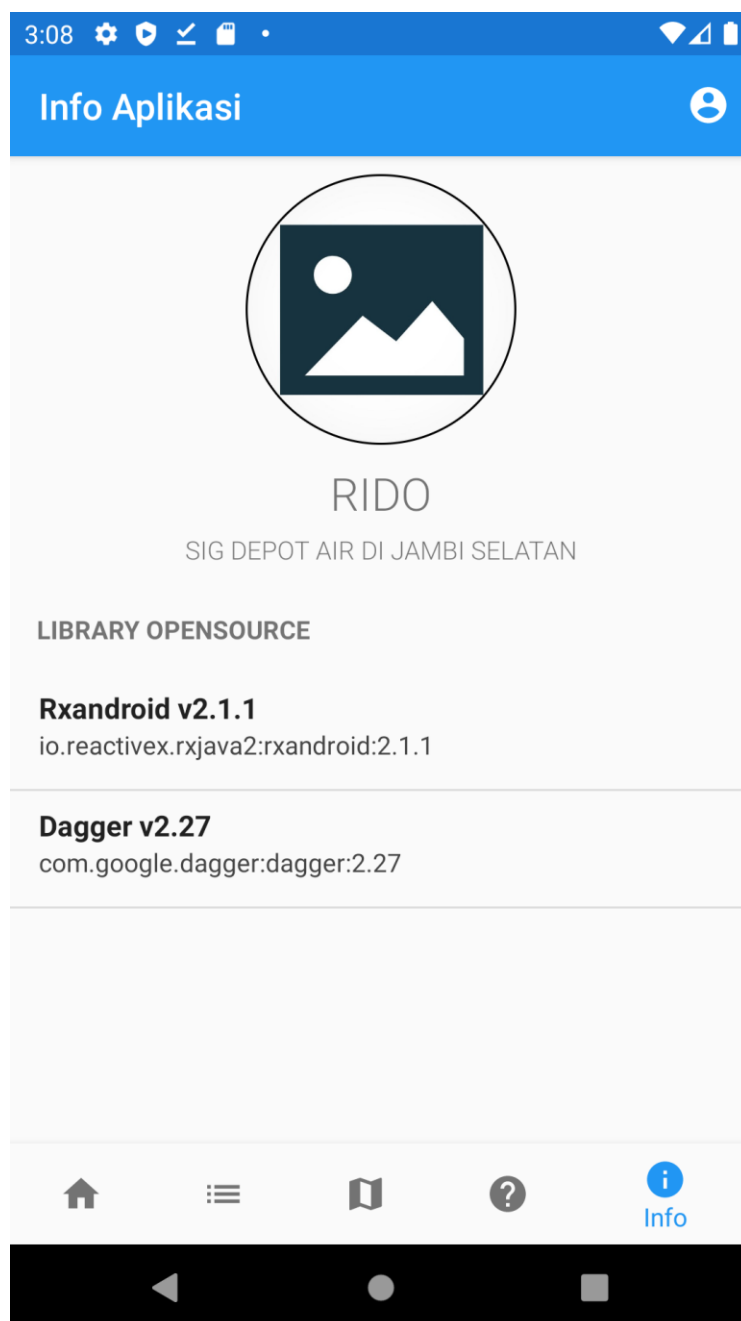 3:08
Info Aplikasi
RIDO
SIG DEPOT AIR DI JAMBI SELATAN
LIBRARY OPENSOURCE
Rxandroid v2.1.1
io.reactivex.rxjava2:rxandroid:2.1.1
Dagger v2.27
com.google.dagger:dagger:2.27
Info